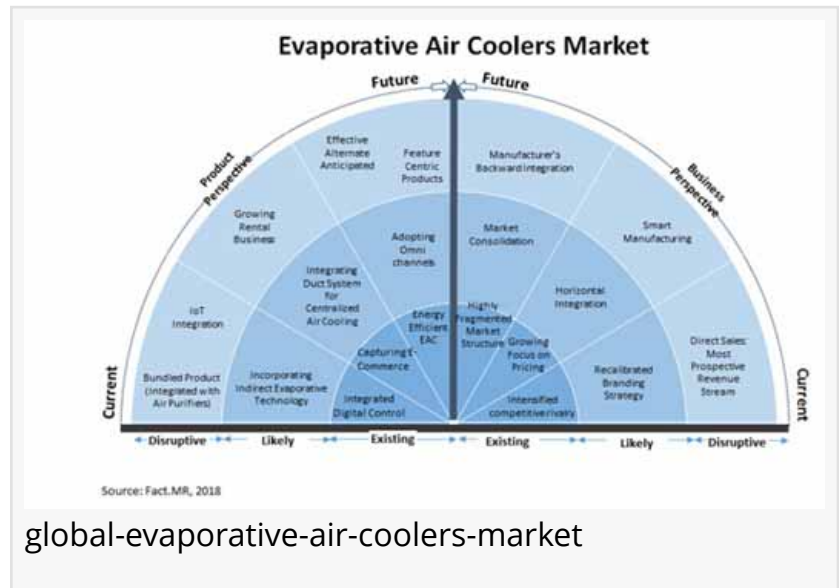 Evaporative Air Coolers Market
Future
Future
Product
Perspective
Business
Perspective
Effective
Alternate
Anticipated
Feature
Centric
Products
Manufacturer's
Backward Integration
Growing
Rental
Business
Adopting
Omni
channels
Market
Consolidation
Smart
Manufacturing
Integrating
Duct System
for
Centralized
Air Cooling
Horizontal
Integration
IoT
Integration
Energy
Efficient
EAC
Highly
Fragmented
Market
Structure
Growing
Focus on
Pricing
Capturing E-
Commerce
Direct Sales:
Most
Prospective
Revenue
Stream
Current
Bundled Product
(Integrated with
Air Purifiers)
Incorporating
Indirect Evaporative
Technology
Integrated
Digital Control
Intensified
competitive rivalry
Recalibrated
Branding
Strategy
Current
Disruptive
Likely
Existing
Existing
Likely
Disruptive
Source: Fact.MR, 2018
global-evaporative-air-coolers-market